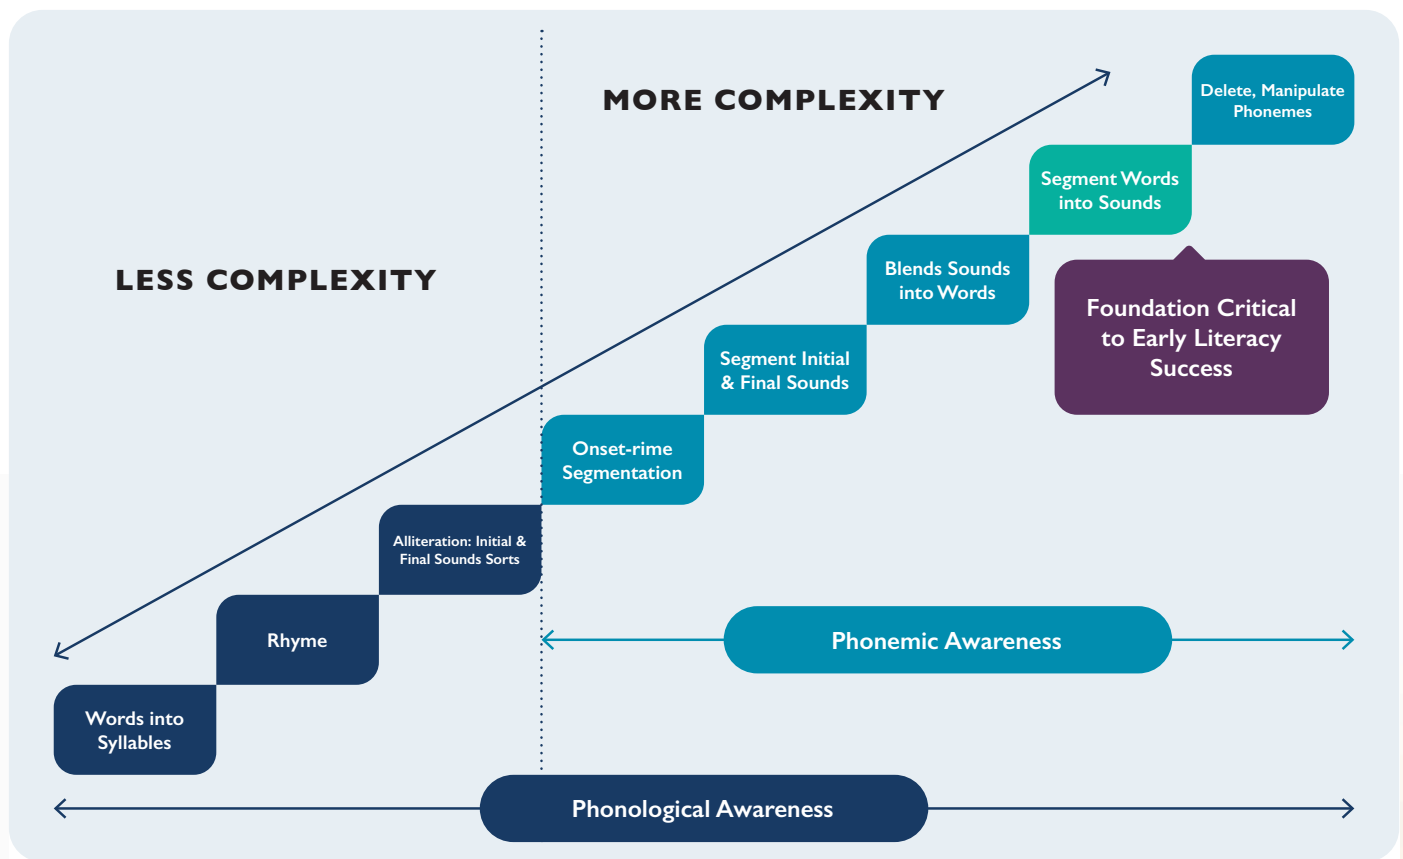 MORE COMPLEXITY
LESS COMPLEXITY
Delete, Manipulate
Phonemes
Segment Words
into Sounds
Blends Sounds
into Words
Foundation Critical
to Early Literacy
Success
Segment Initial
& Final Sounds
Onset-rime
Segmentation
Alliteration: Initial &
Final Sounds Sorts
Rhyme
Words into
Syllables
Phonemic Awareness
Phonological Awareness